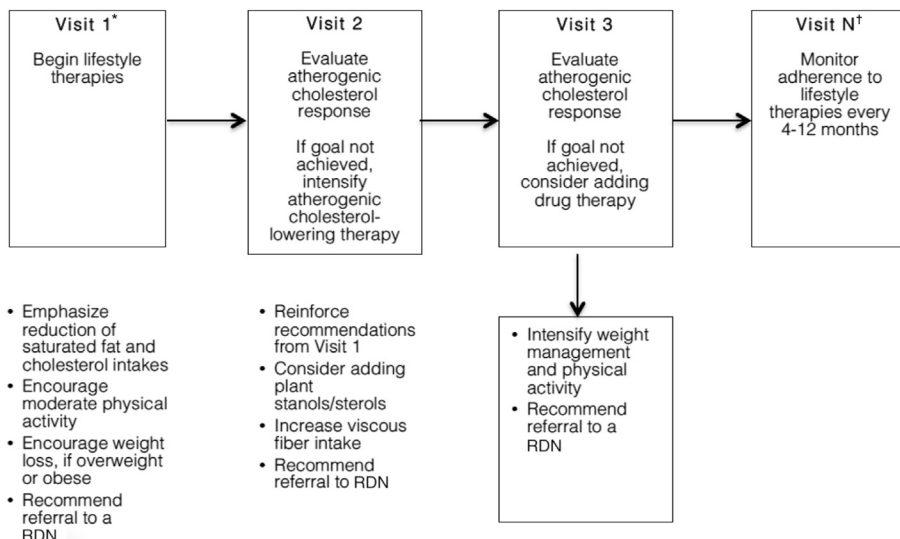 Visit 1*
Begin lifestyle
therapies
Visit 2
Evaluate
atherogenic
cholesterol
response
If goal not
achieved,
intensify
atherogenic
cholesterol-
lowering therapy
Visit 3
Evaluate
atherogenic
cholesterol
response
If goal not
achieved,
consider adding
drug therapy
Visit N†
Monitor
adherence to
lifestyle
therapies every
4-12 months
• Emphasize
reduction of
saturated fat and
cholesterol intakes
• Encourage
moderate physical
activity
• Encourage weight
loss, if overweight
or obese
• Recommend
referral to a
RDN
• Reinforce
recommendations
from Visit 1
• Consider adding
plant
stanols/sterols
• Increase viscous
fiber intake
• Recommend
referral to RDN
• Intensify weight
management
and physical
activity
• Recommend
referral to a
RDN